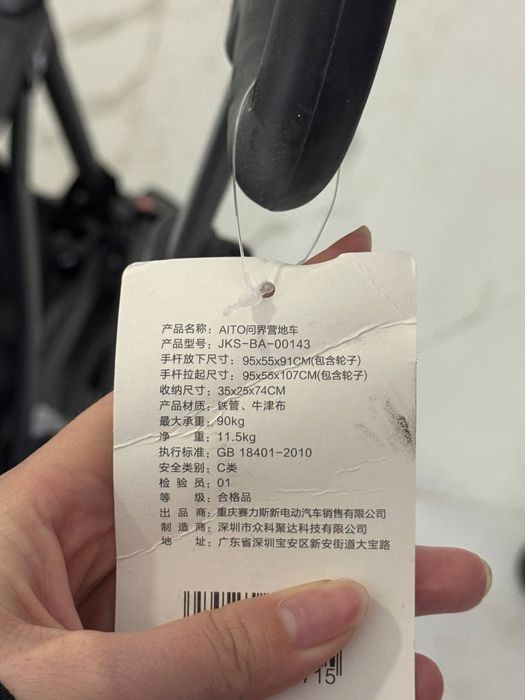 产品名称：AITO问界营地车
产品型号：JKS-BA-00143
手杆放下尺寸：95x55x91CM(包含轮子)
手杆拉起尺寸：95x55x107CM(包含轮子)
收纳尺寸：35x25x74CM
产品材质：铁管、牛津布
最大承重：90kg
净 重：11.5kg
执行标准：GB 18401-2010
安全类别：C类
检 验 员：01
等 级：合格品
出 品 商：重庆赛力斯新电动汽车销售有限公司
制 造 商：深圳市众科聚达科技有限公司
地 址：广东省深圳宝安区新安街道大宝路
715